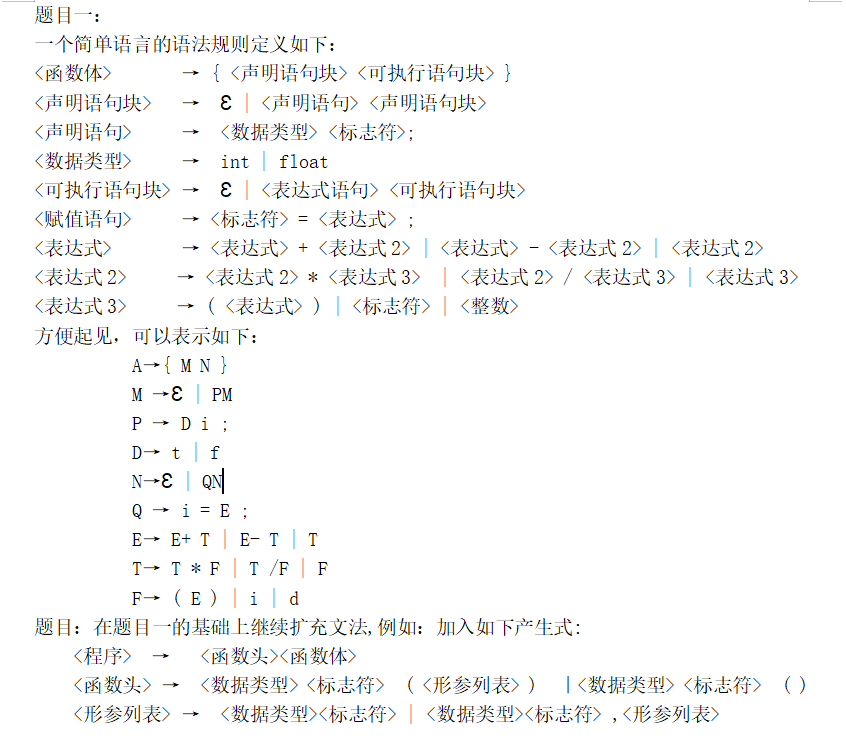 题目一:
一个简单语言的语法规则定义如下:
<函数体> → { <声明语句块> <可执行语句块> }
<声明语句块> → ε | <声明语句> <声明语句块>
<声明语句> → <数据类型> <标志符>;
<数据类型> → int | float
<可执行语句块> → ε | <表达式语句> <可执行语句块>
<赋值语句> → <标志符> = <表达式> ;
<表达式> → <表达式> + <表达式2> | <表达式> - <表达式2> | <表达式2>
<表达式2> → <表达式2> * <表达式3> | <表达式2> / <表达式3> | <表达式3>
<表达式3> → ( <表达式> ) | <标志符> | <整数>
方便起见，可以表示如下:
A→{ M N }
M →ε | PM
P → D i ;
D→ t | f
N→ε | QN
Q → i = E ;
E→ E+ T | E- T | T
T→ T * F | T /F | F
F→ ( E ) | i | d
题目: 在题目一的基础上继续扩充文法,例如: 加入如下产生式:
<程序> → <函数头><函数体>
<函数头> → <数据类型> <标志符> ( <形参列表> ) |<数据类型> <标志符> ( )
<形参列表> → <数据类型><标志符> | <数据类型><标志符> ,<形参列表>